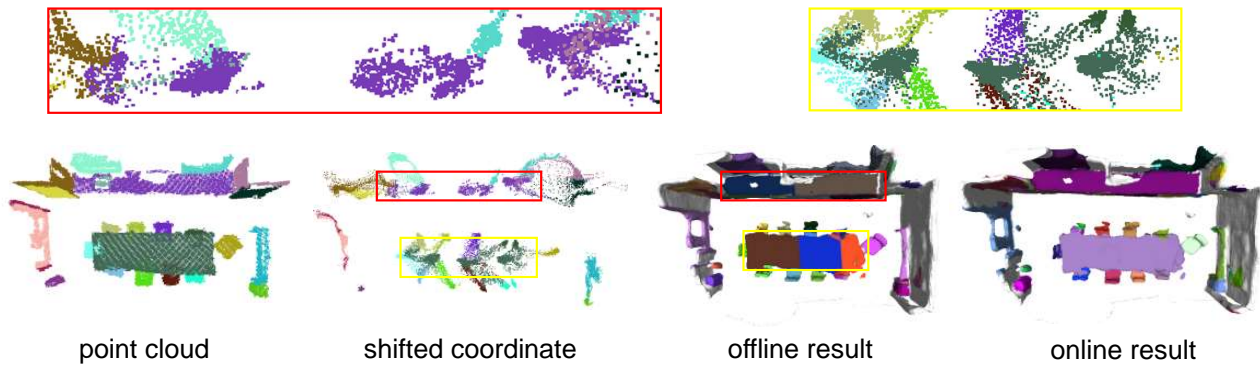 point cloud
shifted coordinate
offline result
online result